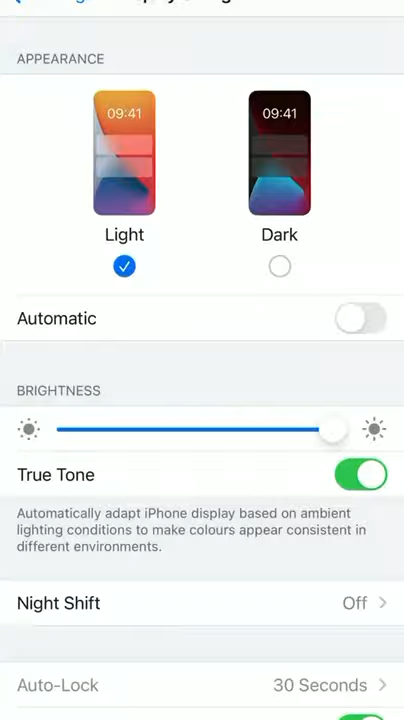 APPEARANCE
09:41 09:41
Light Dark
Automatic
BRIGHTNESS
True Tone
Automatically adapt iPhone display based on ambient
lighting conditions to make colours appear consistent in
different environments.
Night Shift Off
Auto-Lock 30 Seconds